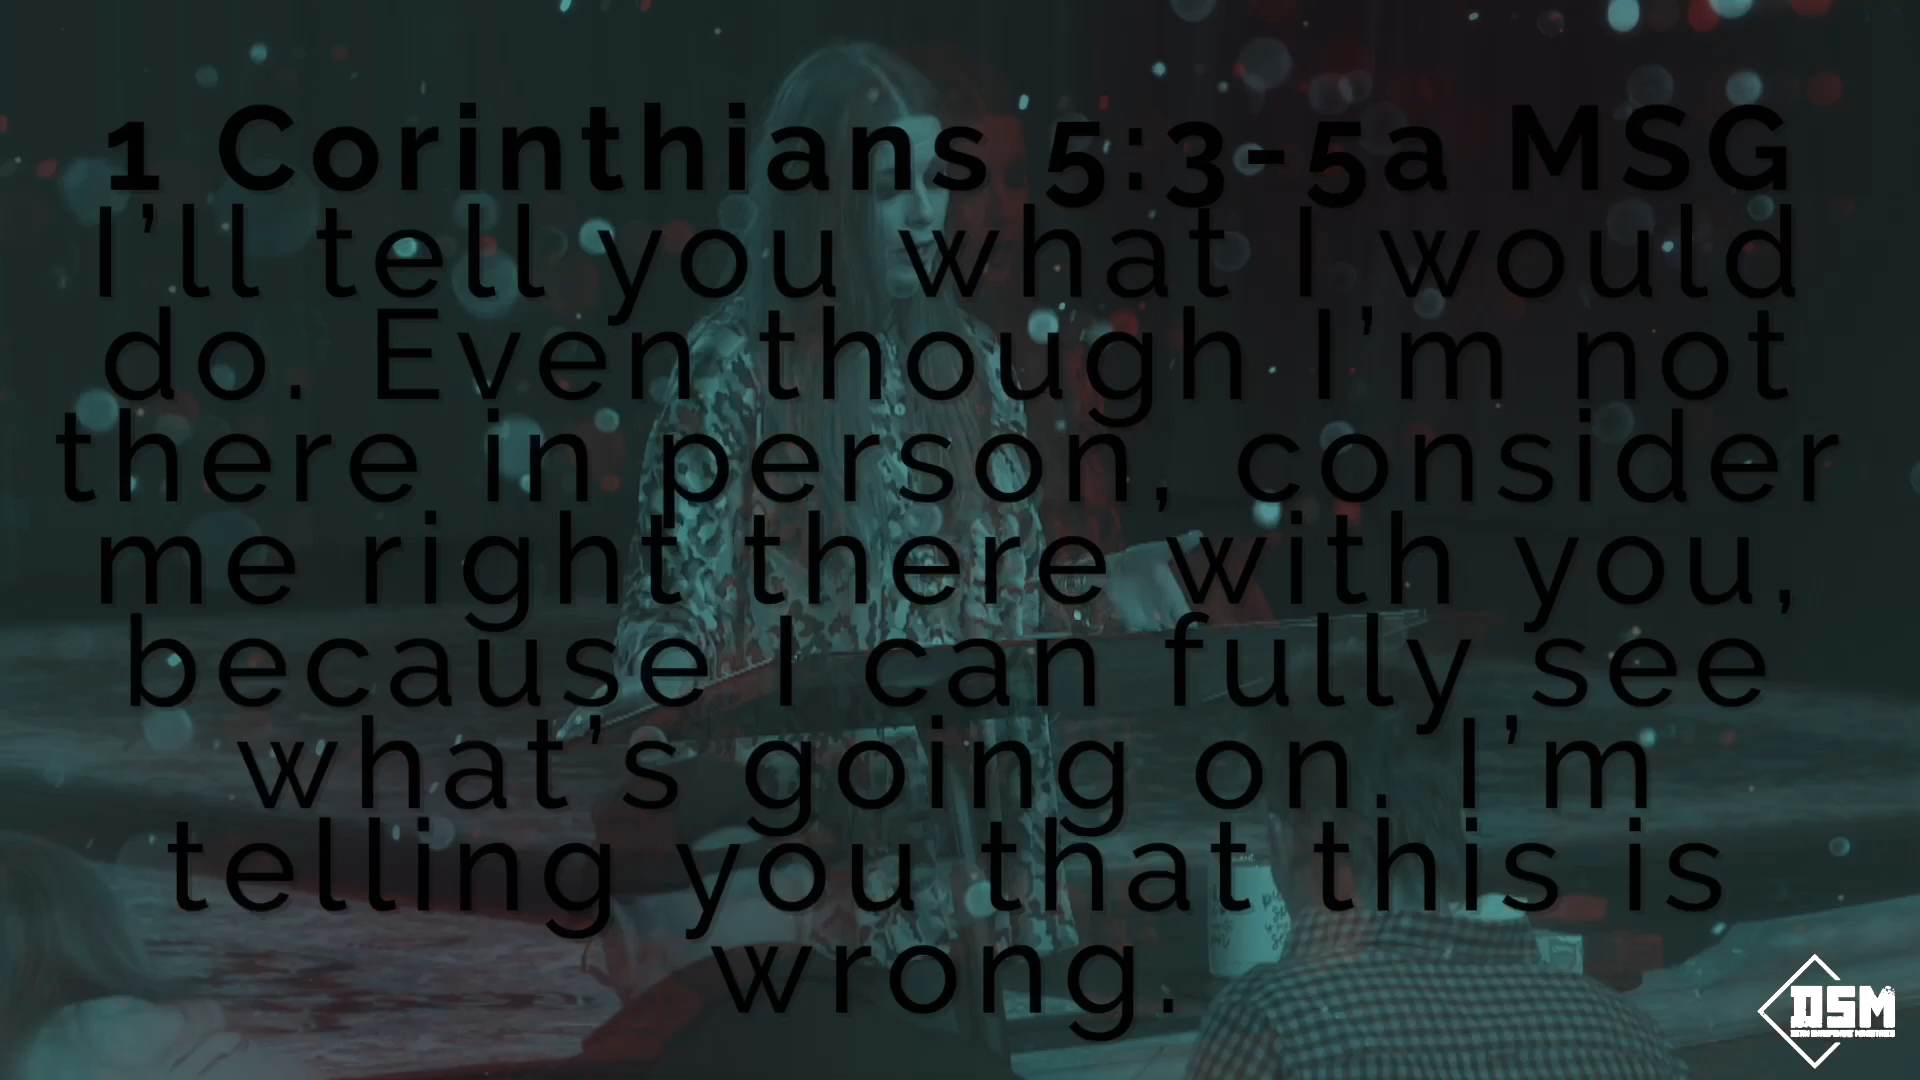 1 Corinthians 5:3-5a MSG
I’ll tell you what I would
do. Even though I’m not
there in person, consider
me right there with you,
because I can fully see
what’s going on. I’m
telling you that this is
wrong.
DSM